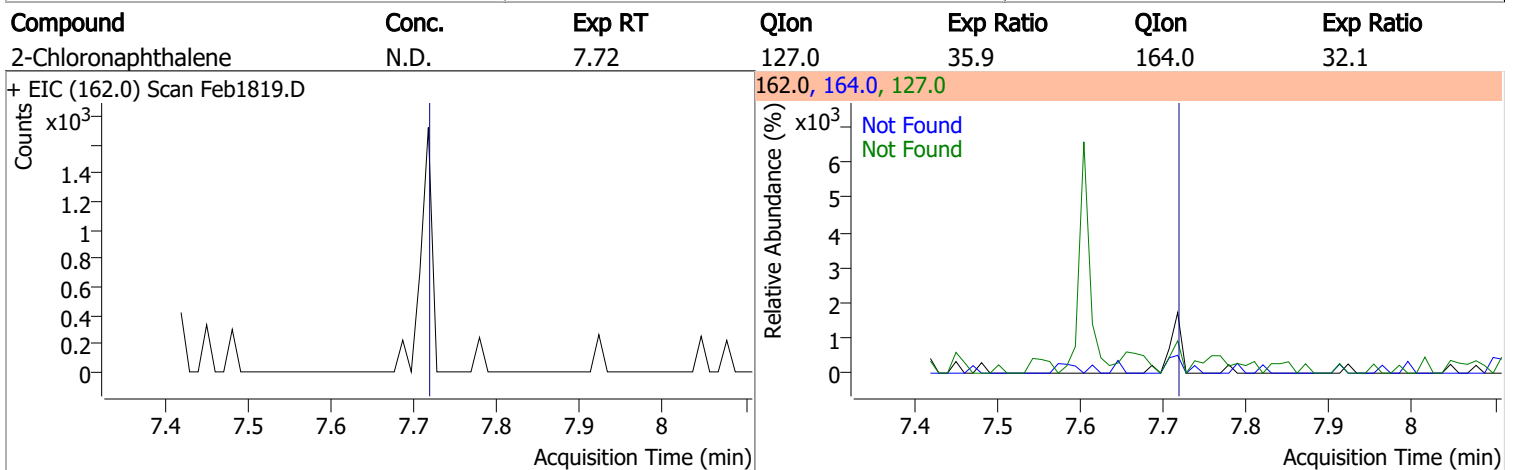 Compound Conc. Exp RT QIon Exp Ratio QIon Exp Ratio
2-Chloronaphthalene N.D. 7.72 127.0 35.9 164.0 32.1
+ EIC (162.0) Scan Feb1819.D
Counts
x10³
1.4
1.2
1
0.8
0.6
0.4
0.2
0
7.4 7.5 7.6 7.7 7.8 7.9 8
Acquisition Time (min)
162.0, 164.0, 127.0
Relative Abundance (%)
x10³
Not Found
Not Found
6
5
4
3
2
1
0
7.4 7.5 7.6 7.7 7.8 7.9 8
Acquisition Time (min)